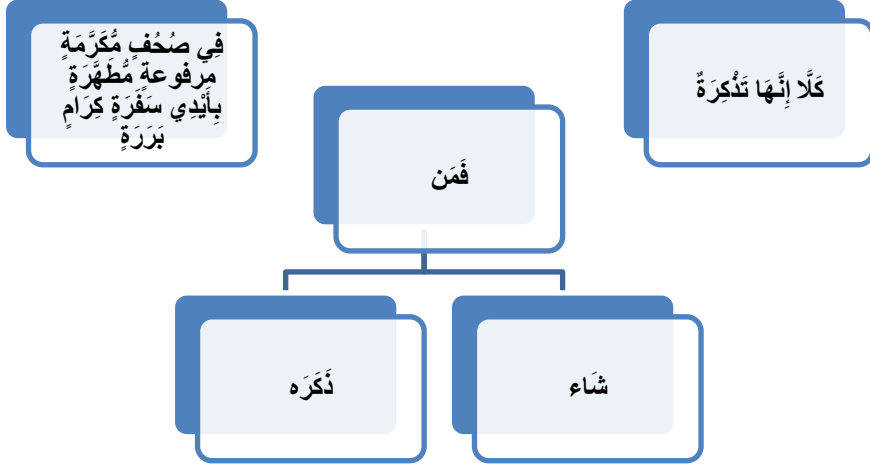 كَلَّا إِنَّهَا تَذْكِرَةٌ
فَمَن
شَاء
ذَكَرَه
فِي صُحُفٍ مُّكَرَّمَةٍ
مرفوعةٍ مُّطَهَّرَةٍ
بِأَيْدِي سَفَرَةٍ كِرَامٍ
بَرَرَةٍ